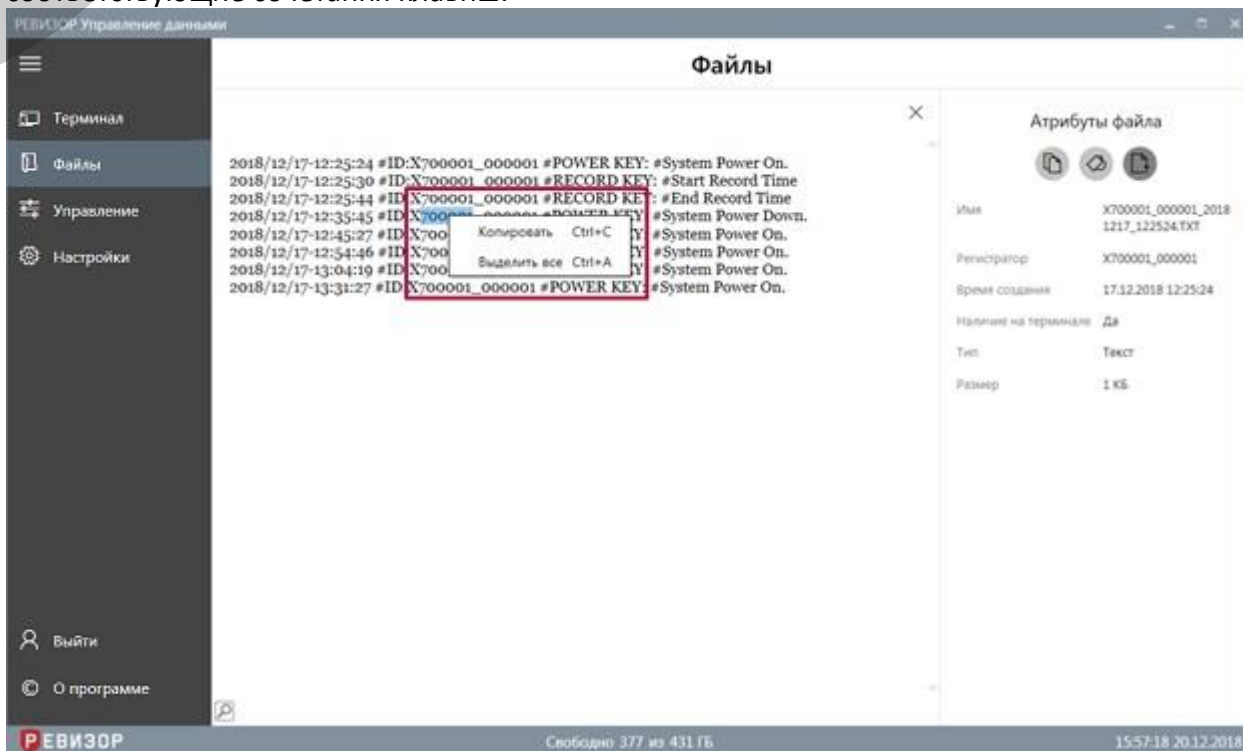 соответствующие сочетания клавиш.
РЕВИЗОР Управление данными
Файлы
Терминал
Файлы
Управление
Настройки
2018/12/17-12:25:24 #ID:X700001_000001 #POWER KEY: #System Power On.
2018/12/17-12:25:30 #ID:X700001_000001 #RECORD KEY: #Start Record Time
2018/12/17-12:25:44 #ID:X700001_000001 #RECORD KEY: #End Record Time
2018/12/17-12:35:45 #ID:X700001_000001 #POWER KEY: #System Power Down.
2018/12/17-12:45:27 #ID:X700 Y: #System Power On.
2018/12/17-12:54:46 #ID:X700 Y: #System Power On.
2018/12/17-13:04:19 #ID:X700 Y: #System Power On.
2018/12/17-13:31:27 #ID:X700001_000001 #POWER KEY: #System Power On.
Копировать Ctrl+C
Выделить все Ctrl+A
Атрибуты файла
Имя X700001_000001_2018
1217_122524.TXT
Регистратор X700001_000001
Время создания 17.12.2018 12:25:24
Наличие на терминале Да
Тип Текст
Размер 1 КБ
Выйти
О программе
РЕВИЗОР
Свободно 377 из 431 ГБ
15:57:18 20.12.2018